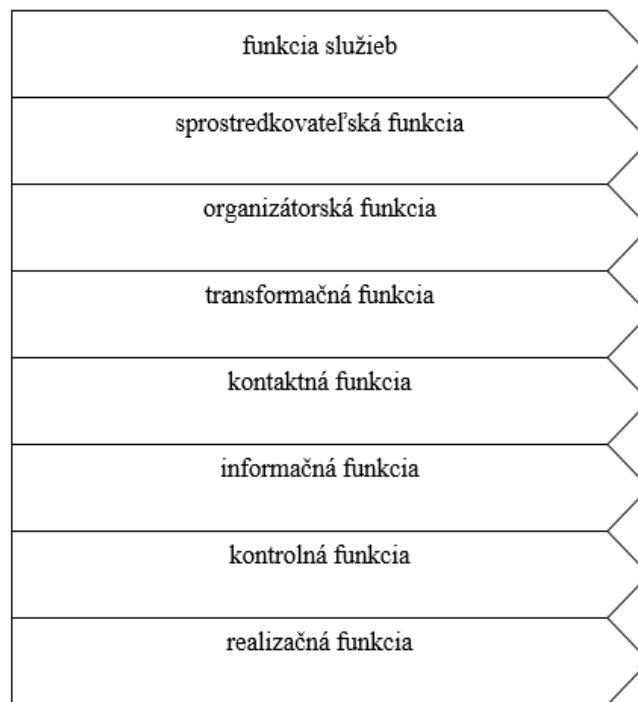 funkcia služieb
sprostredkovateľská funkcia
organizátorská funkcia
transformačná funkcia
kontaktná funkcia
informačná funkcia
kontrolná funkcia
realizačná funkcia